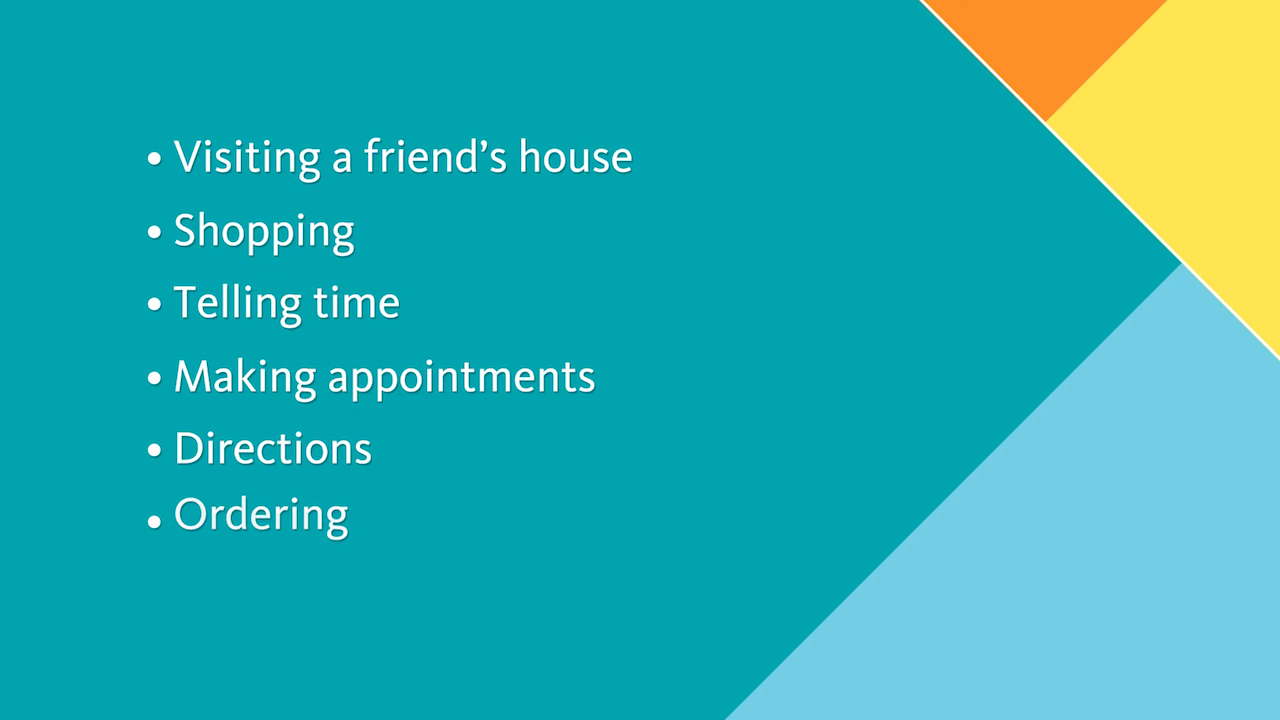 • Visiting a friend’s house
• Shopping
• Telling time
• Making appointments
• Directions
• Ordering